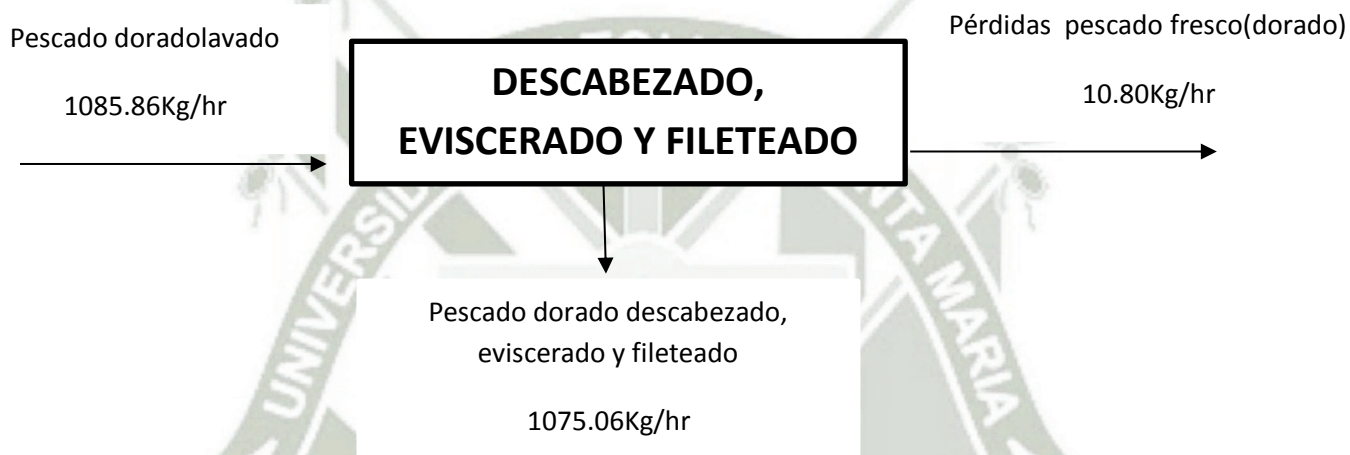 Pescado doradolavado
1085.86Kg/hr
DESCABEZADO,
EVISCERADO Y FILETEADO
Pérdidas pescado fresco(dorado)
10.80Kg/hr
Pescado dorado descabezado,
eviscerado y fileteado
1075.06Kg/hr